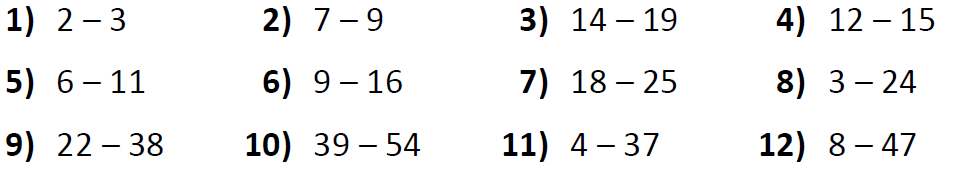 1) 2 – 3 2) 7 – 9 3) 14 – 19 4) 12 – 15
5) 6 – 11 6) 9 – 16 7) 18 – 25 8) 3 – 24
9) 22 – 38 10) 39 – 54 11) 4 – 37 12) 8 – 47